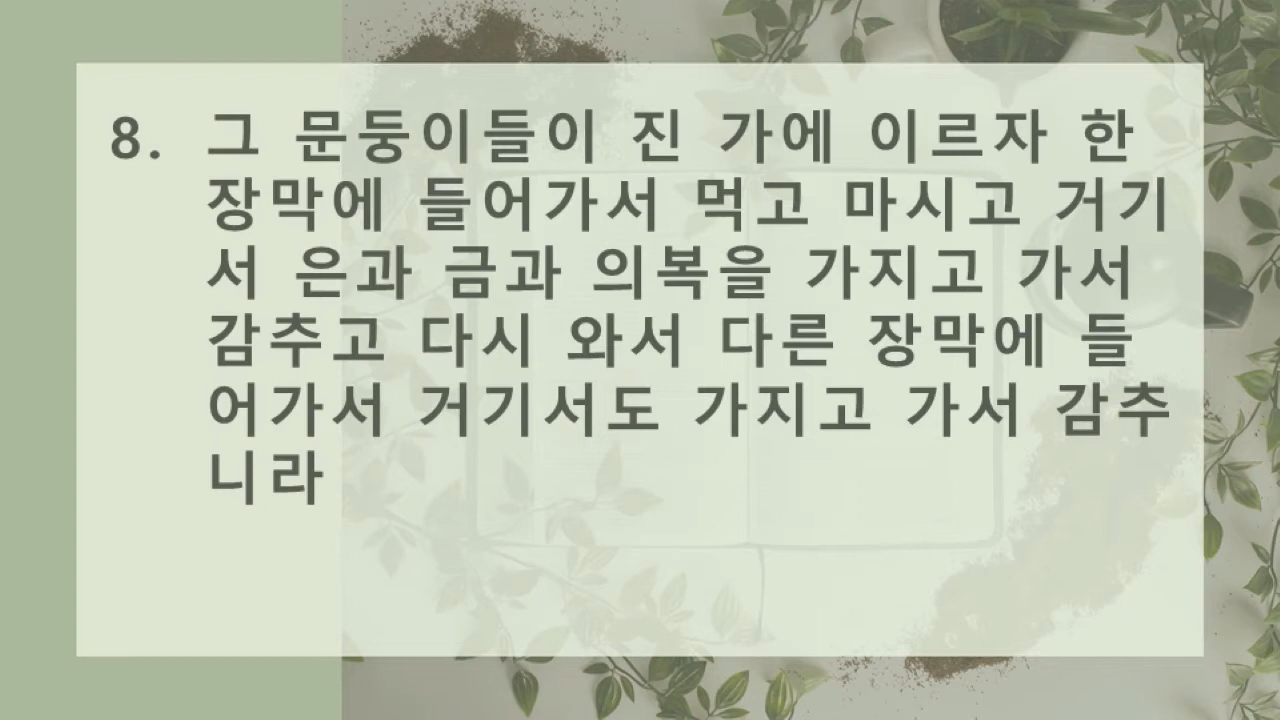 8. 그 문둥이들이 진 가에 이르자 한
장막에 들어가서 먹고 마시고 거기
서 은과 금과 의복을 가지고 가서
감추고 다시 와서 다른 장막에 들
어가서 거기서도 가지고 가서 감추
니라